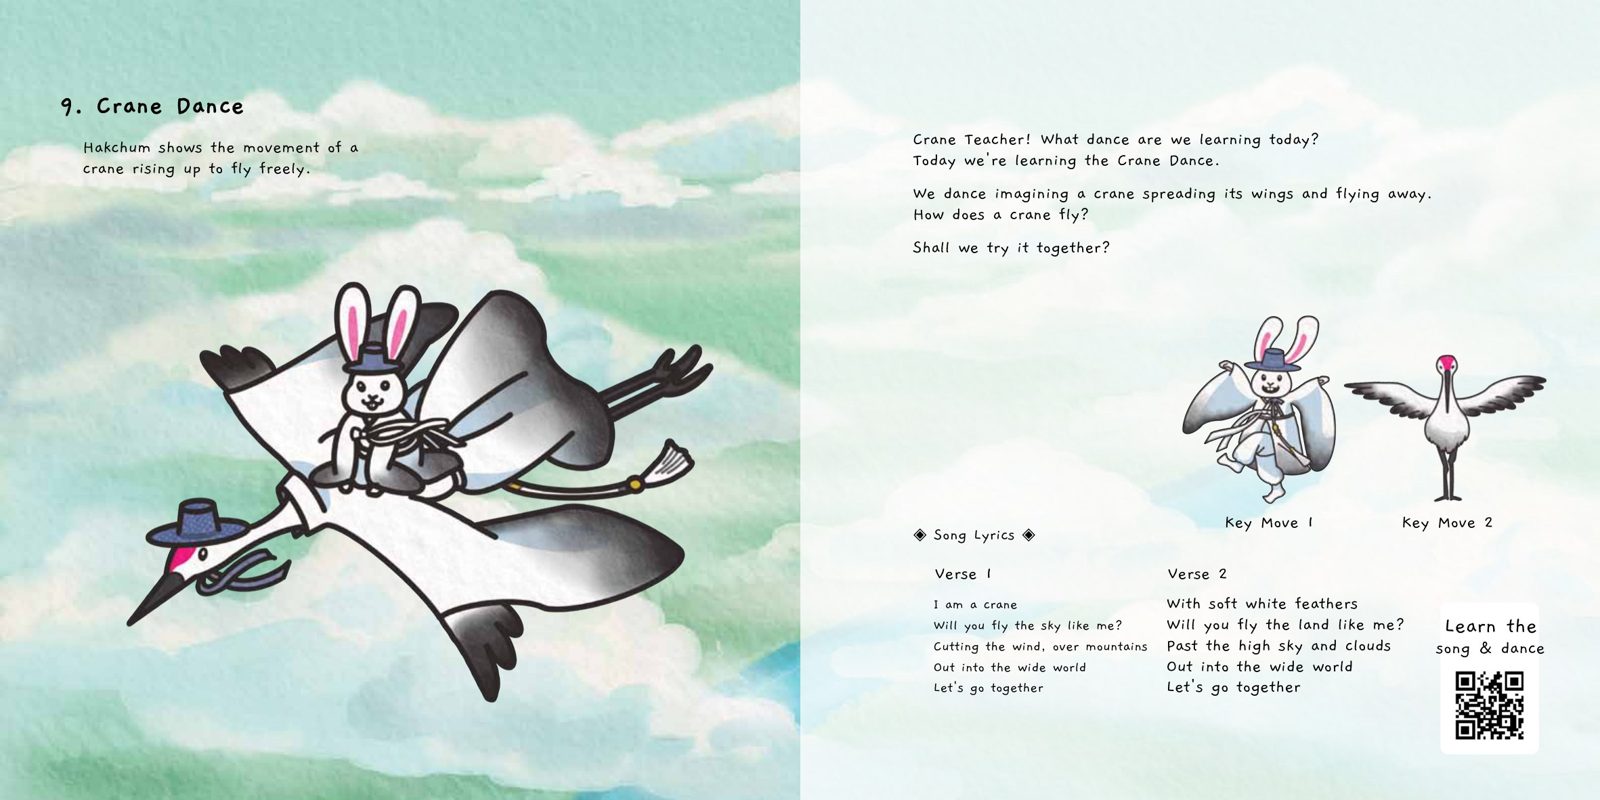 9. Crane Dance
Hakchum shows the movement of a
crane rising up to fly freely.
Crane Teacher! What dance are we learning today?
Today we're learning the Crane Dance.
We dance imagining a crane spreading its wings and flying away.
How does a crane fly?
Shall we try it together?
Key Move 1
Key Move 2
◈ Song Lyrics ◈
Verse 1
I am a crane
Will you fly the sky like me?
Cutting the wind, over mountains
Out into the wide world
Let's go together
Verse 2
With soft white feathers
Will you fly the land like me?
Past the high sky and clouds
Out into the wide world
Let's go together
Learn the
song & dance